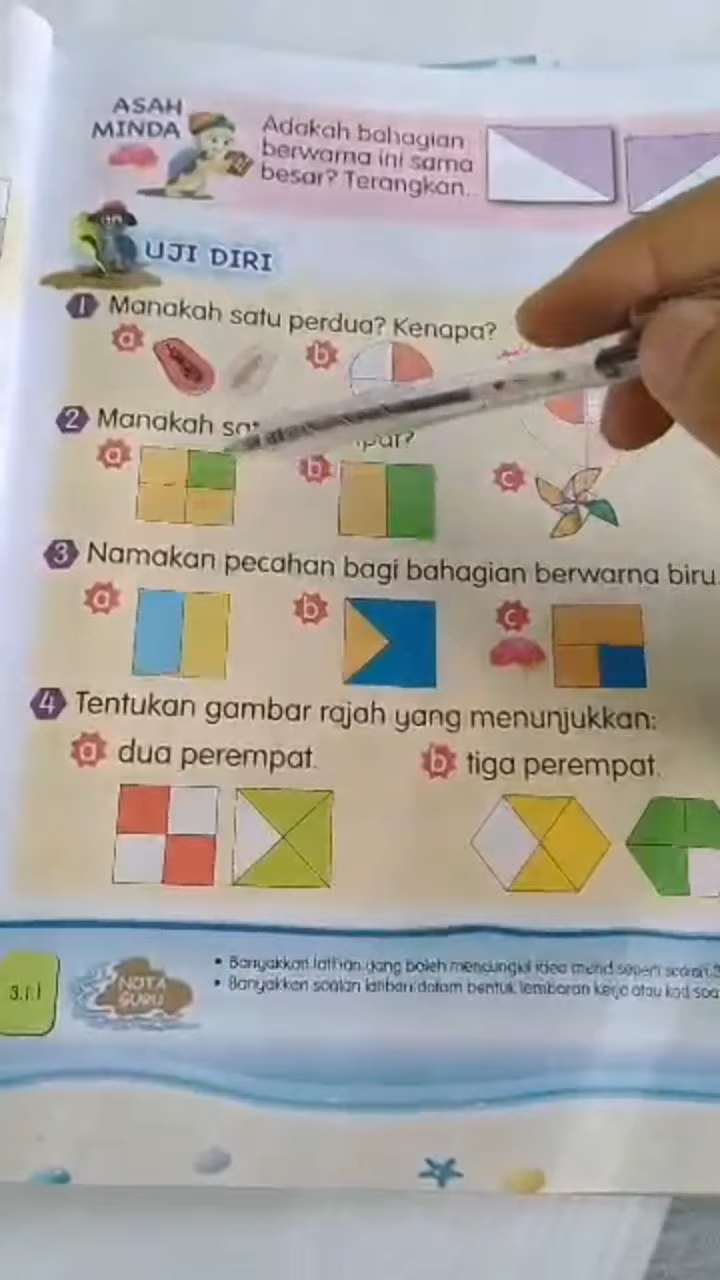 ASAH
MINDA
Adakah bahagian
berwarna ini sama
besar? Terangkan.
UJI DIRI
1 Manakah satu perdua? Kenapa?
a b
2 Manakah
a b c
3 Namakan pecahan bagi bahagian berwarna biru.
a b c
4 Tentukan gambar rajah yang menunjukkan:
a dua perempat. b tiga perempat.
3.1.1
NOTA
GURU
• Banyakkan latihan yang boleh mencungkil idea murid seperti soalan
• Banyakkan soalan latihan dalam bentuk lembaran kerja atau kad